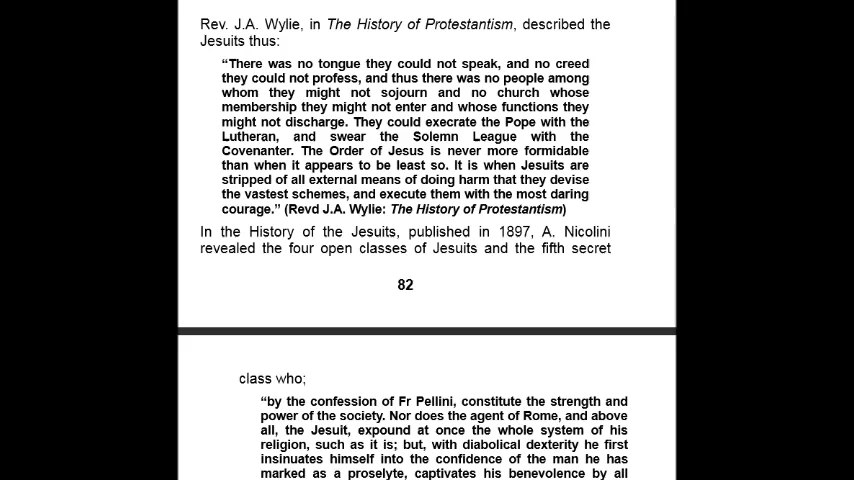 Rev. J.A. Wylie, in The History of Protestantism, described the
Jesuits thus:
“There was no tongue they could not speak, and no creed
they could not profess, and thus there was no people among
whom they might not sojourn and no church whose
membership they might not enter and whose functions they
might not discharge. They could execrate the Pope with the
Lutheran, and swear the Solemn League with the
Covenanter. The Order of Jesus is never more formidable
than when it appears to be least so. It is when Jesuits are
stripped of all external means of doing harm that they devise
the vastest schemes, and execute them with the most daring
courage.” (Revd J.A. Wylie: The History of Protestantism)
In the History of the Jesuits, published in 1897, A. Nicolini
revealed the four open classes of Jesuits and the fifth secret
82
class who;
“by the confession of Fr Pellini, constitute the strength and
power of the society. Nor does the agent of Rome, and above
all, the Jesuit, expound at once the whole system of his
religion, such as it is; but, with diabolical dexterity he first
insinuates himself into the confidence of the man he has
marked as a proselyte, captivates his benevolence by all